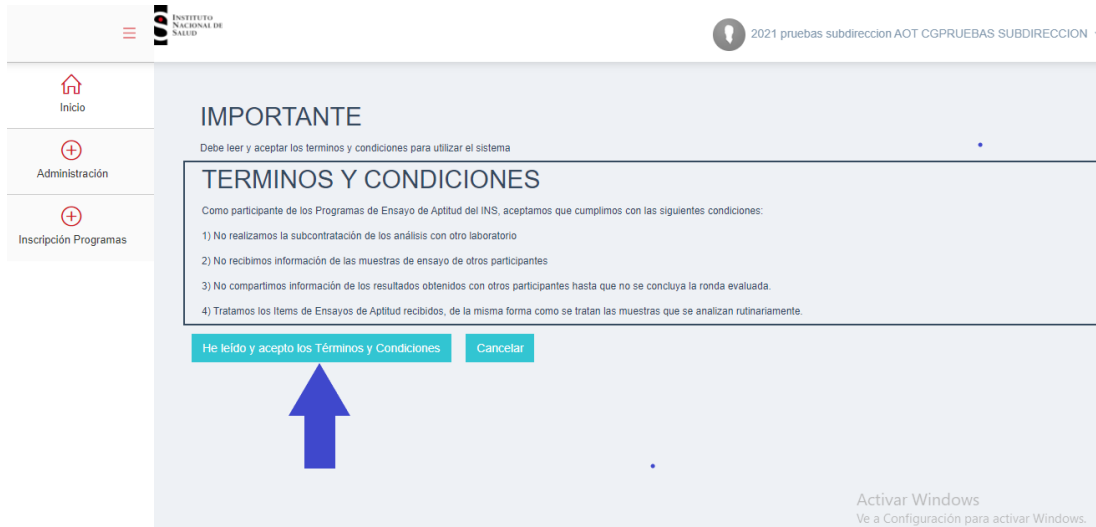 INSTITUTO
NACIONAL DE
SALUD
2021 pruebas subdireccion AOT CGPRUEBAS SUBDIRECCION
Inicio
Administración
Inscripción Programas
IMPORTANTE
Debe leer y aceptar los terminos y condiciones para utilizar el sistema
TERMINOS Y CONDICIONES
Como participante de los Programas de Ensayo de Aptitud del INS, aceptamos que cumplimos con las siguientes condiciones:
1) No realizamos la subcontratación de los análisis con otro laboratorio
2) No recibimos información de las muestras de ensayo de otros participantes
3) No compartimos información de los resultados obtenidos con otros participantes hasta que no se concluya la ronda evaluada.
4) Tratamos los Items de Ensayos de Aptitud recibidos, de la misma forma como se tratan las muestras que se analizan rutinariamente.
He leído y acepto los Términos y Condiciones
Cancelar
Activar Windows
Ve a Configuración para activar Windows.